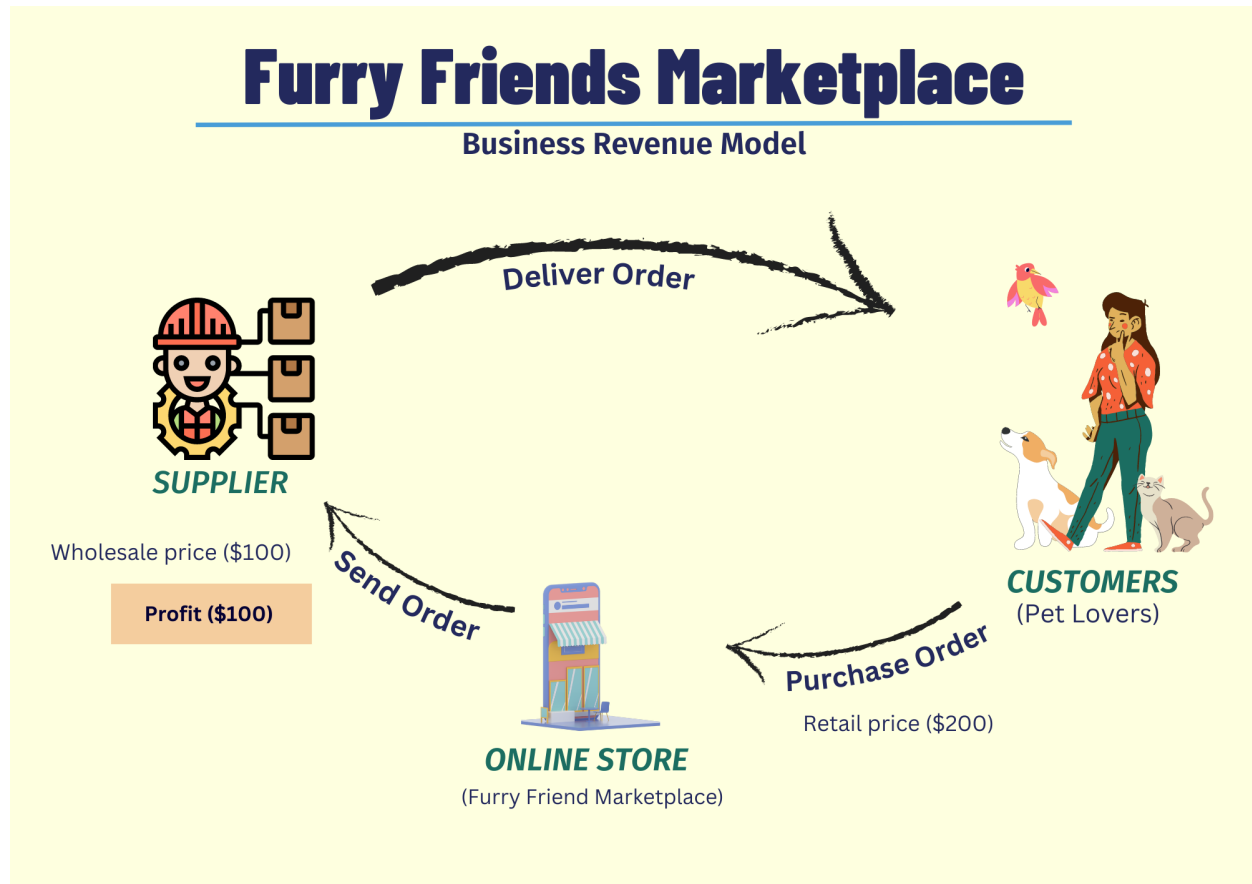 Furry Friends Marketplace
Business Revenue Model
Deliver Order
SUPPLIER
Wholesale price ($100)
Profit ($100)
Send Order
CUSTOMERS
(Pet Lovers)
Purchase Order
Retail price ($200)
ONLINE STORE
(Furry Friend Marketplace)